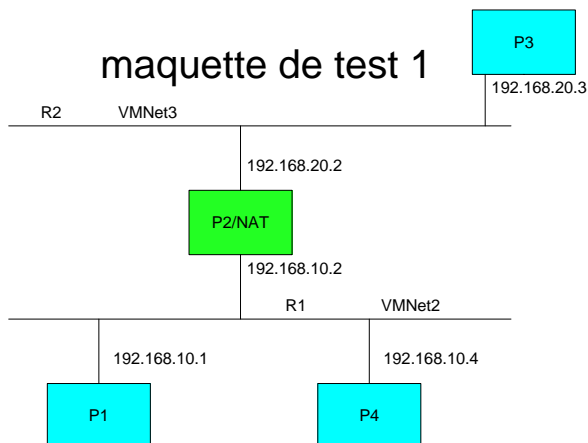 P3
maquette de test 1
192.168.20.3
R2 VMNet3
192.168.20.2
P2/NAT
192.168.10.2
R1 VMNet2
192.168.10.1 192.168.10.4
P1 P4